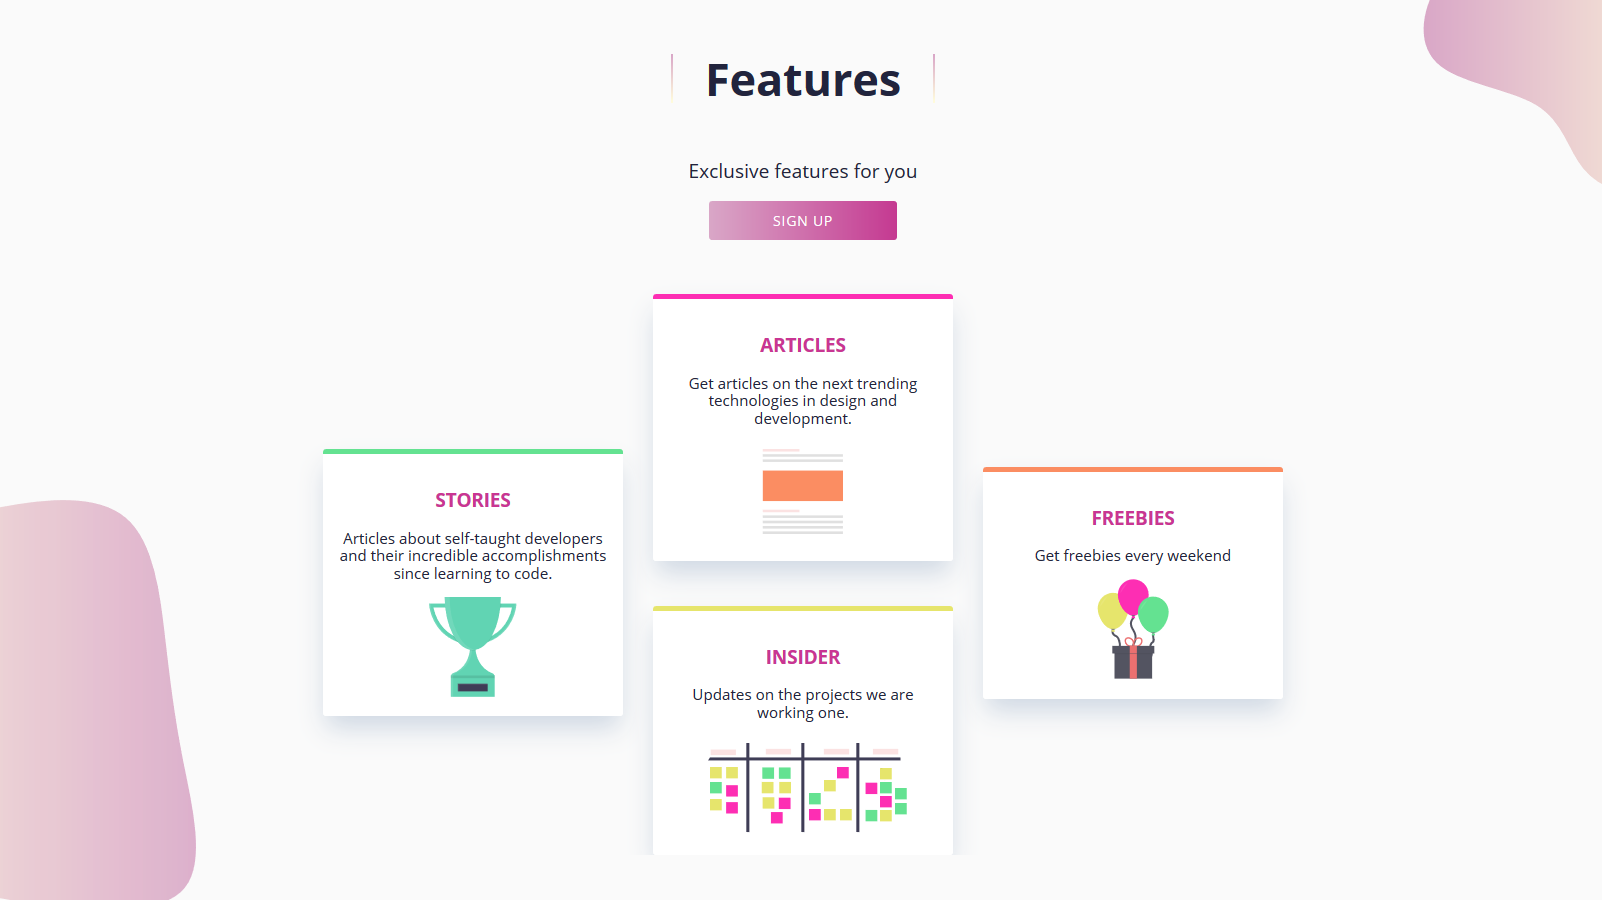 Features
Exclusive features for you
SIGN UP
ARTICLES
Get articles on the next trending
technologies in design and
development.
STORIES
Articles about self-taught developers
and their incredible accomplishments
since learning to code.
FREEBIES
Get freebies every weekend
INSIDER
Updates on the projects we are
working one.